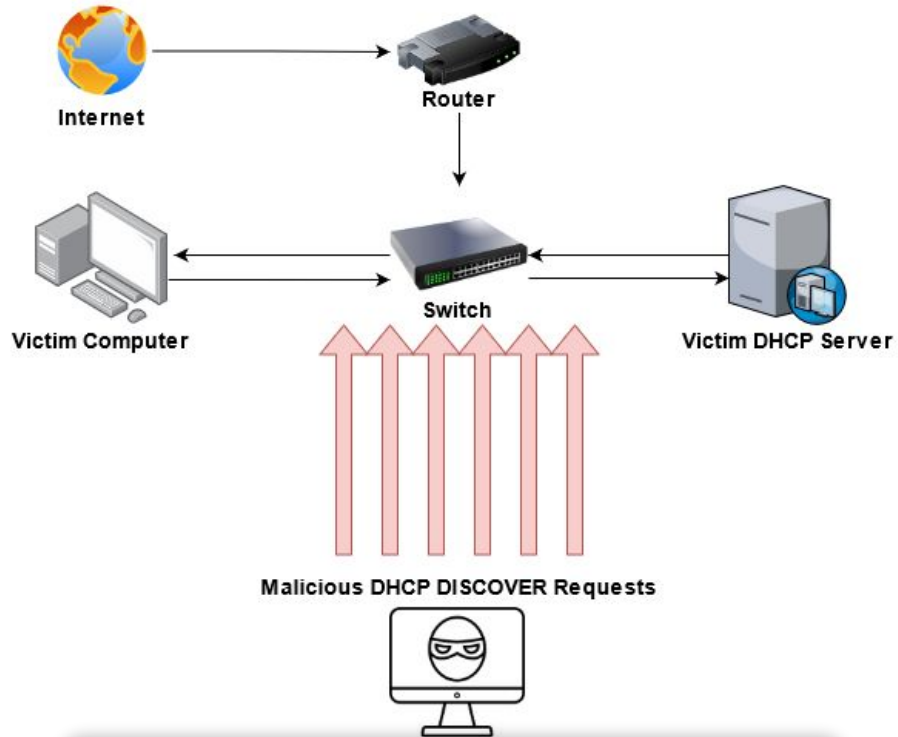 Internet
Router
Victim Computer
Switch
Victim DHCP Server
Malicious DHCP DISCOVER Requests